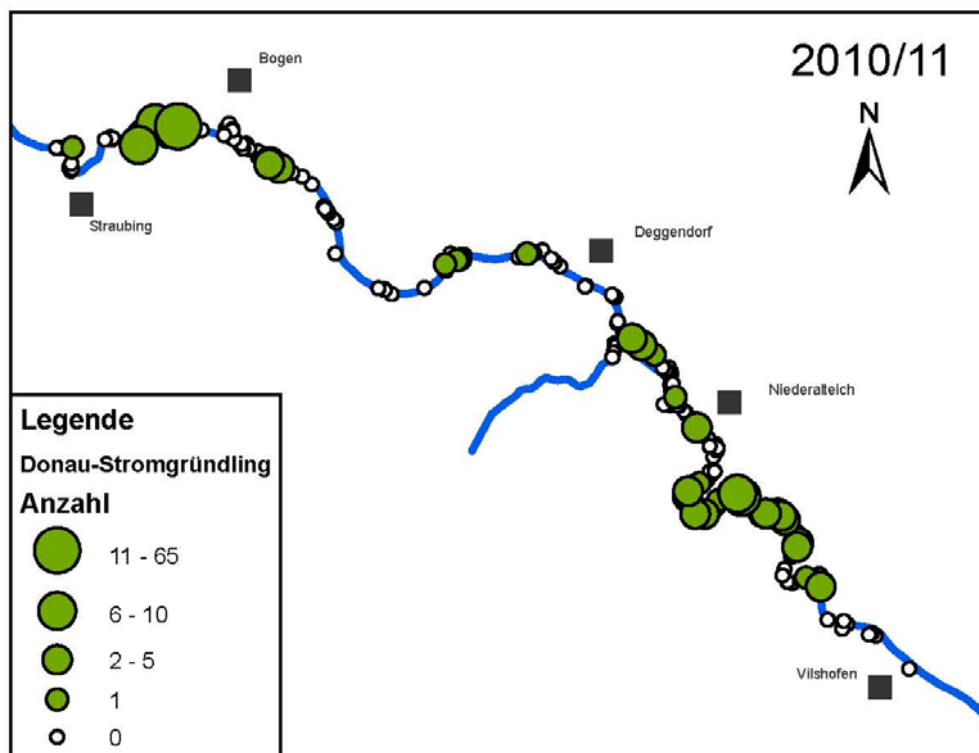 2010/11
N
Bogen
Straubing
Deggendorf
Niederalteich
Vilshofen
Legende
Donau-Stromgründling
Anzahl
11 - 65
6 - 10
2 - 5
1
0